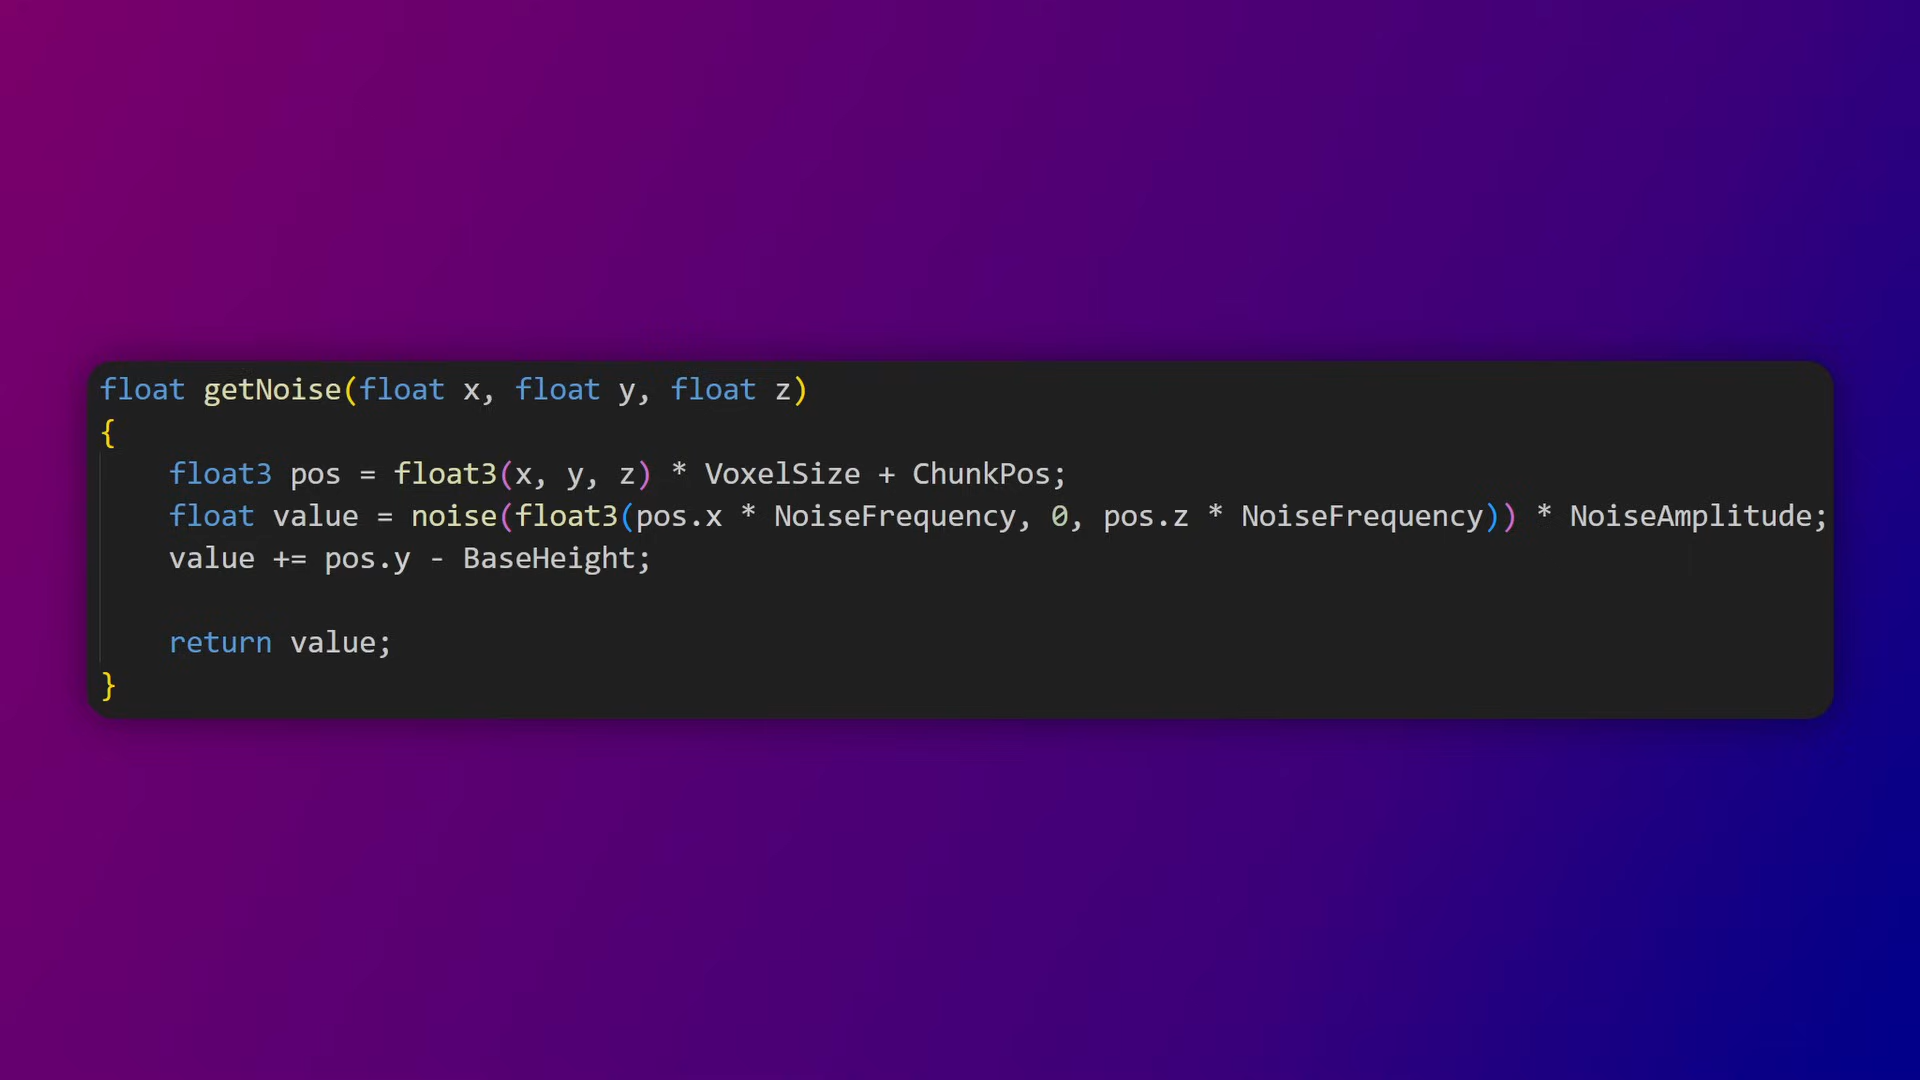 float getNoise(float x, float y, float z)
{
    float3 pos = float3(x, y, z) * VoxelSize + ChunkPos;
    float value = noise(float3(pos.x * NoiseFrequency, 0, pos.z * NoiseFrequency)) * NoiseAmplitude;
    value += pos.y - BaseHeight;

    return value;
}